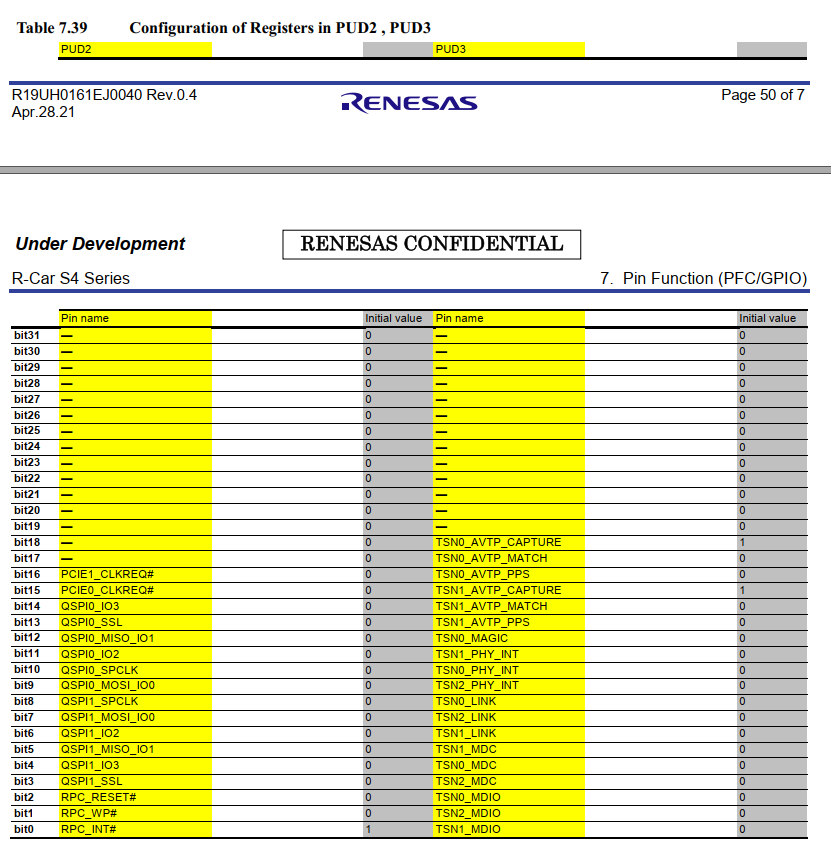 Table 7.39 Configuration of Registers in PUD2 , PUD3
PUD2 PUD3
R19UH0161EJ0040 Rev.0.4 RENESAS Page 50 of 7
Apr.28.21
Under Development RENESAS CONFIDENTIAL
R-Car S4 Series 7. Pin Function (PFC/GPIO)
Pin name Initial value Pin name Initial value
bit31 — 0 — 0
bit30 — 0 — 0
bit29 — 0 — 0
bit28 — 0 — 0
bit27 — 0 — 0
bit26 — 0 — 0
bit25 — 0 — 0
bit24 — 0 — 0
bit23 — 0 — 0
bit22 — 0 — 0
bit21 — 0 — 0
bit20 — 0 — 0
bit19 — 0 — 0
bit18 — 0 TSN0_AVTP_CAPTURE 1
bit17 — 0 TSN0_AVTP_MATCH 0
bit16 PCIE1_CLKREQ# 0 TSN0_AVTP_PPS 0
bit15 PCIE0_CLKREQ# 0 TSN1_AVTP_CAPTURE 1
bit14 QSPI0_IO3 0 TSN1_AVTP_MATCH 0
bit13 QSPI0_SSL 0 TSN1_AVTP_PPS 0
bit12 QSPI0_MISO_IO1 0 TSN0_MAGIC 0
bit11 QSPI0_IO2 0 TSN1_PHY_INT 0
bit10 QSPI0_SPCLK 0 TSN0_PHY_INT 0
bit9 QSPI0_MOSI_IO0 0 TSN2_PHY_INT 0
bit8 QSPI1_SPCLK 0 TSN0_LINK 0
bit7 QSPI1_MOSI_IO0 0 TSN2_LINK 0
bit6 QSPI1_IO2 0 TSN1_LINK 0
bit5 QSPI1_MISO_IO1 0 TSN1_MDC 0
bit4 QSPI1_IO3 0 TSN0_MDC 0
bit3 QSPI1_SSL 0 TSN2_MDC 0
bit2 RPC_RESET# 0 TSN0_MDIO 0
bit1 RPC_WP# 0 TSN2_MDIO 0
bit0 RPC_INT# 1 TSN1_MDIO 0